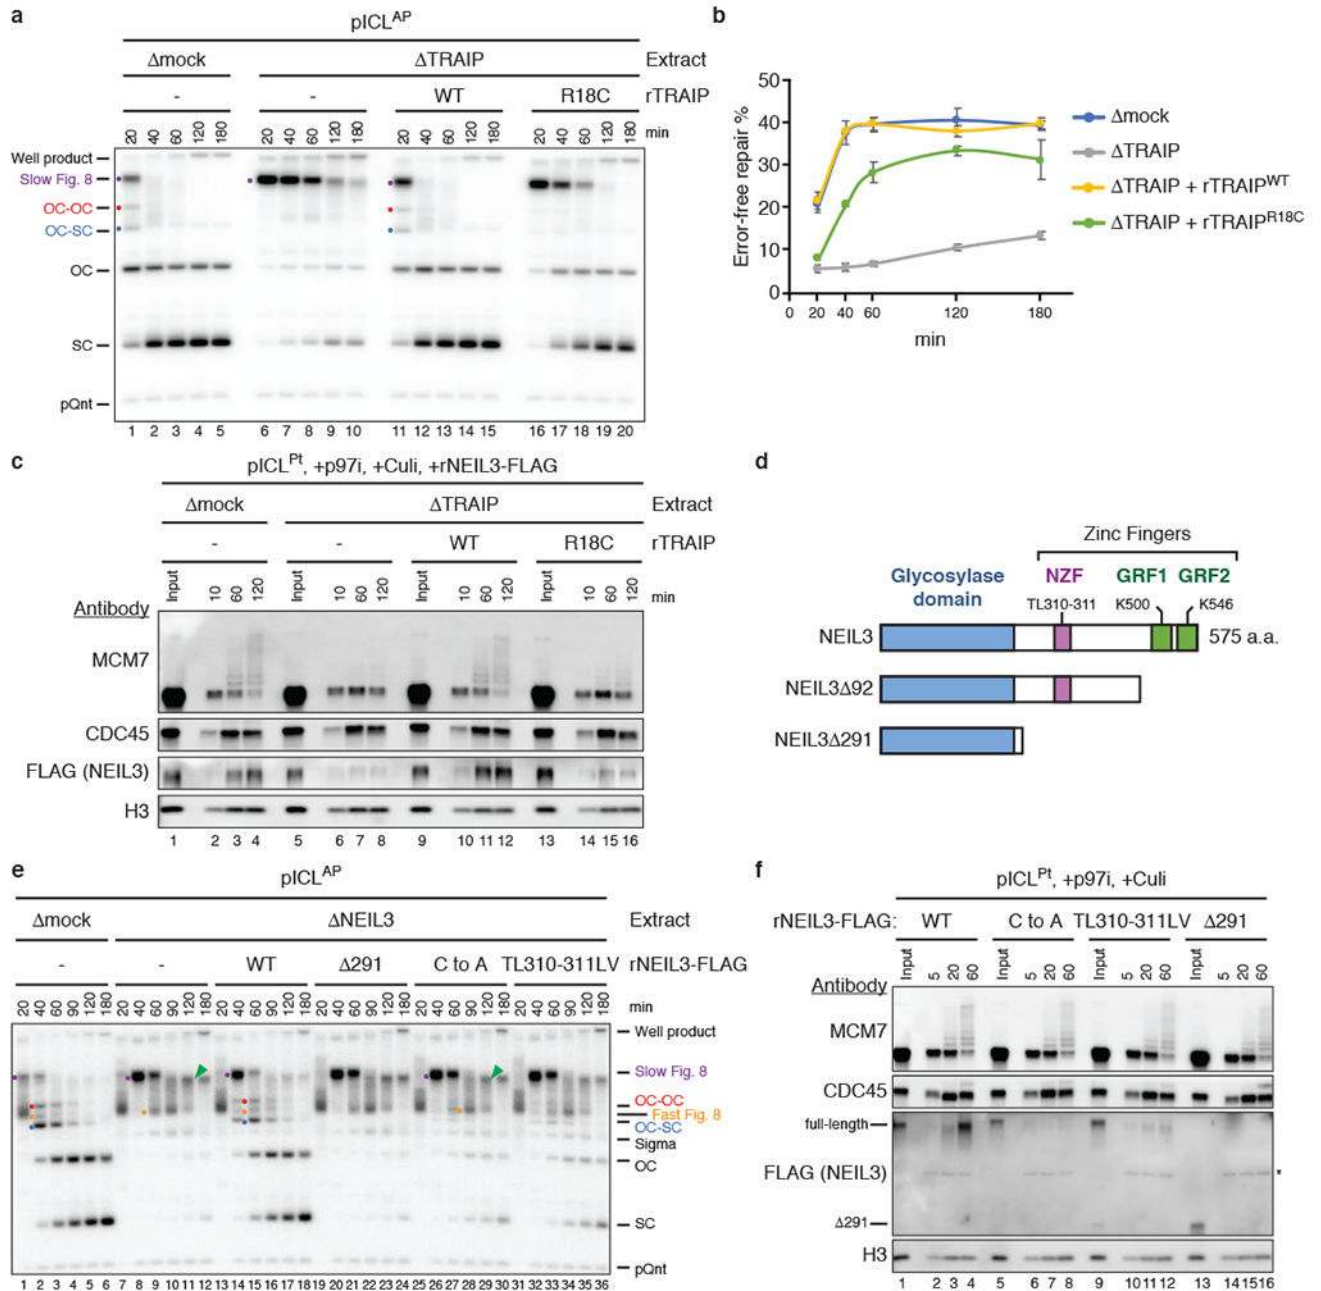 a
pICLAP
Δmock ΔTRAIP Extract
- - WT R18C rTRAIP
20 40 60 120 180 20 40 60 120 180 20 40 60 120 180 20 40 60 120 180 min
Well product
Slow Fig. 8
OC-OC
OC-SC
OC
SC
pQnt
1 2 3 4 5 6 7 8 9 10 11 12 13 14 15 16 17 18 19 20
b
Error-free repair %
50
40
30
20
10
0
0 20 40 60 120 180
min
Δmock
ΔTRAIP
ΔTRAIP + rTRAIPWT
ΔTRAIP + rTRAIPR18C
c
pICLPt, +p97i, +Culi, +rNEIL3-FLAG
Δmock ΔTRAIP Extract
- - WT R18C rTRAIP
Input 10 60 120 Input 10 60 120 Input 10 60 120 Input 10 60 120 min
Antibody
MCM7
CDC45
FLAG (NEIL3)
H3
1 2 3 4 5 6 7 8 9 10 11 12 13 14 15 16
d
Zinc Fingers
Glycosylase domain NZF GRF1 GRF2
TL310-311 K500 K546
NEIL3 575 a.a.
NEIL3Δ92
NEIL3Δ291
e
pICLAP
Δmock ΔNEIL3 Extract
- - WT Δ291 C to A TL310-311LV rNEIL3-FLAG
20 40 60 90 120 180 20 40 60 90 120 180 20 40 60 90 120 180 20 40 60 90 120 180 20 40 60 90 120 180 20 40 60 90 120 180 min
Well product
Slow Fig. 8
OC-OC
Fast Fig. 8
OC-SC
Sigma
OC
SC
pQnt
1 2 3 4 5 6 7 8 9 10 11 12 13 14 15 16 17 18 19 20 21 22 23 24 25 26 27 28 29 30 31 32 33 34 35 36
f
pICLPt, +p97i, +Culi
rNEIL3-FLAG: WT C to A TL310-311LV Δ291
Input 5 20 60 Input 5 20 60 Input 5 20 60 Input 5 20 60
Antibody
MCM7
CDC45
full-length
FLAG (NEIL3) *
Δ291
H3
1 2 3 4 5 6 7 8 9 10 11 12 13 14 15 16